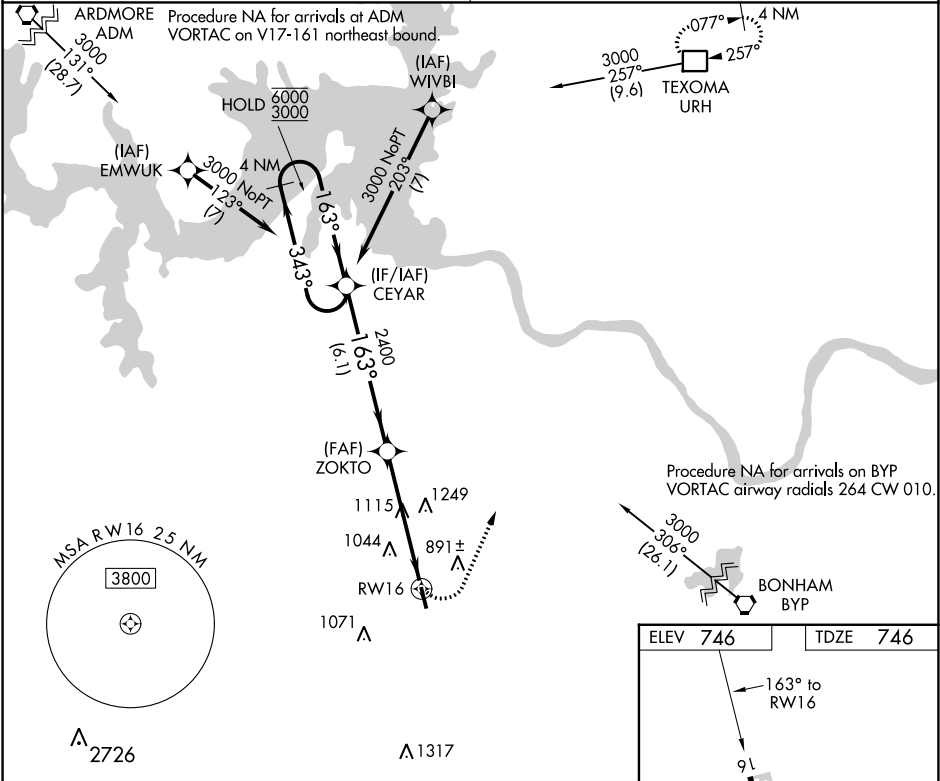 ARDMORE
ADM
Procedure NA for arrivals at ADM
VORTAC on V17-161 northeast bound.
3000
131°
(28.7)
077°
4 NM
257°
3000
257°
(9.6)
TEXOMA
URH
(IAF)
WIVBI
HOLD 6000
3000
(IAF)
EMWUK
4 NM
3000 NoPT
123°
(7)
3000 NoPT
203°
(7)
163°
343°
(IF/IAF)
CEYAR
2400
163°
(6.1)
(FAF)
ZOKTO
Procedure NA for arrivals on BYP
VORTAC airway radials 264 CW 010.
1115
1249
1044
891±
RW16
1071
MSA RW16 25 NM
3800
3000
306°
(26.1)
BONHAM
BYP
2726
1317
ELEV 746
TDZE 746
163° to
RW16
16